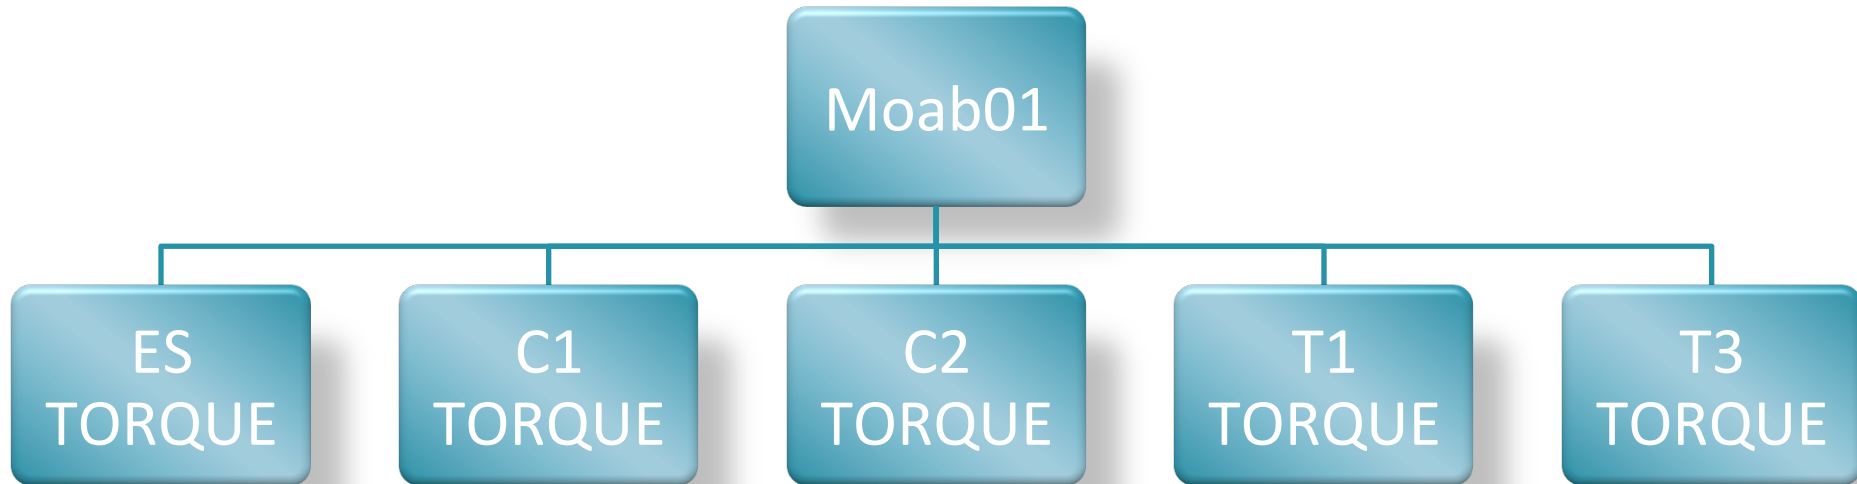 Moab01
ES
TORQUE
C1
TORQUE
C2
TORQUE
T1
TORQUE
T3
TORQUE